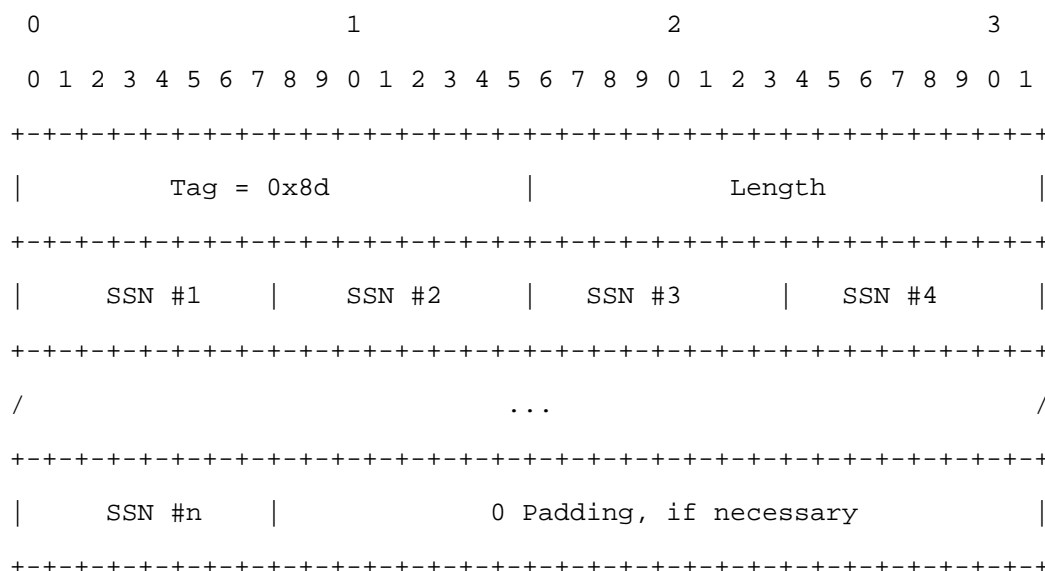 0                   1                   2                   3
 0 1 2 3 4 5 6 7 8 9 0 1 2 3 4 5 6 7 8 9 0 1 2 3 4 5 6 7 8 9 0 1
+-+-+-+-+-+-+-+-+-+-+-+-+-+-+-+-+-+-+-+-+-+-+-+-+-+-+-+-+-+-+-+-+
|         Tag = 0x8d            |            Length             |
+-+-+-+-+-+-+-+-+-+-+-+-+-+-+-+-+-+-+-+-+-+-+-+-+-+-+-+-+-+-+-+-+
|     SSN #1    |    SSN #2     |   SSN #3      |   SSN #4      |
+-+-+-+-+-+-+-+-+-+-+-+-+-+-+-+-+-+-+-+-+-+-+-+-+-+-+-+-+-+-+-+-+
/                              ...                              /
+-+-+-+-+-+-+-+-+-+-+-+-+-+-+-+-+-+-+-+-+-+-+-+-+-+-+-+-+-+-+-+-+
|     SSN #n    |             0 Padding, if necessary           |
+-+-+-+-+-+-+-+-+-+-+-+-+-+-+-+-+-+-+-+-+-+-+-+-+-+-+-+-+-+-+-+-+